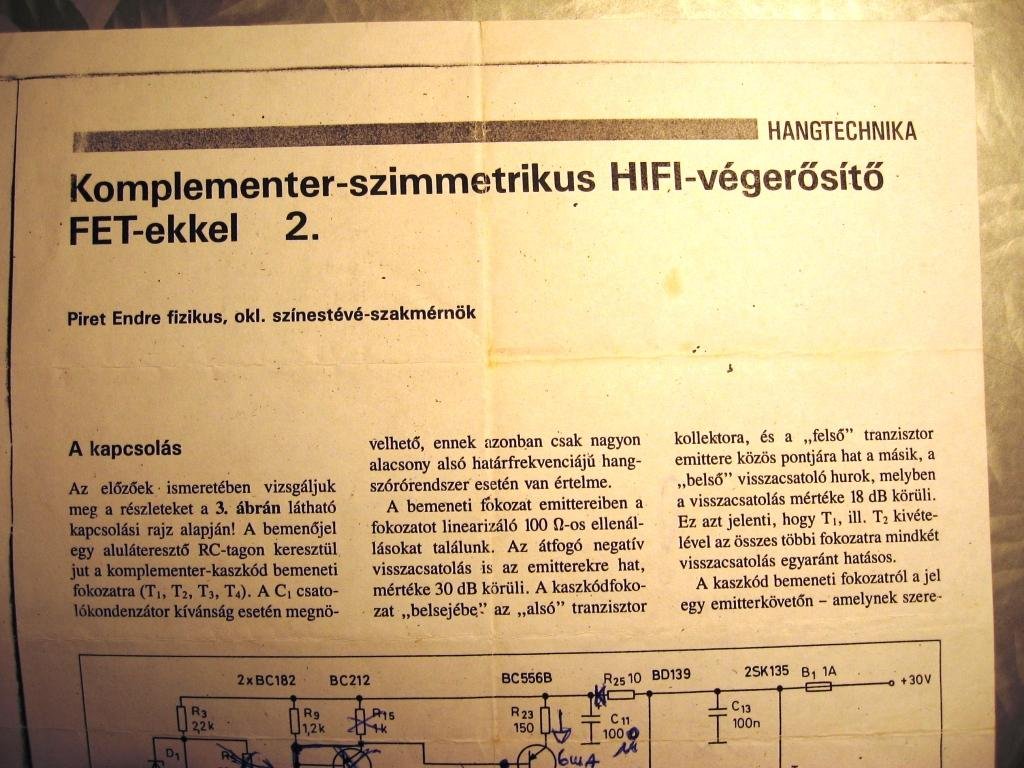 HANGTECHNIKA
Komplementer-szimmetrikus HIFI-végerősítő
FET-ekkel 2.
Piret Endre fizikus, okl. színestévé-szakmérnök
A kapcsolás
Az előzőek ismeretében vizsgáljuk
meg a részleteket a 3. ábrán látható
kapcsolási rajz alapján! A bemenőjel
egy aluláteresztő RC-tagon keresztül
jut a komplementer-kaszkód bemeneti
fokozatra (T₁, T₂, T₃, T₄). A C₁ csato-
lókondenzátor kívánság esetén megnö-
velhető, ennek azonban csak nagyon
alacsony alsó határfrekvenciájú hang-
szórórendszer esetén van értelme.
A bemeneti fokozat emittereiben a
fokozatot linearizáló 100 Ω-os ellenál-
lásokat találunk. Az átfogó negatív
visszacsatolás is az emitterekre hat,
mértéke 30 dB körüli. A kaszkódfoko-
zat „belsejébe” az „alsó” tranzisztor
kollektora, és a „felső” tranzisztor
emittere közös pontjára hat a másik, a
„belső” visszacsatoló hurok, melyben
a visszacsatolás mértéke 18 dB körüli.
Ez azt jelenti, hogy T₁, ill. T₂ kivéte-
lével az összes többi fokozatra mindkét
visszacsatolás egyaránt hatásos.
A kaszkód bemeneti fokozatról a jel
egy emitterkövetőn – amelynek szere-
2xBC182 BC212 BC556B R25 10 BD139 2SK135 B1 1A +30V
R3 2,2k
R9 1,2k
R15 1k
R23 150
C11 100
C13 100n
D1
6mA